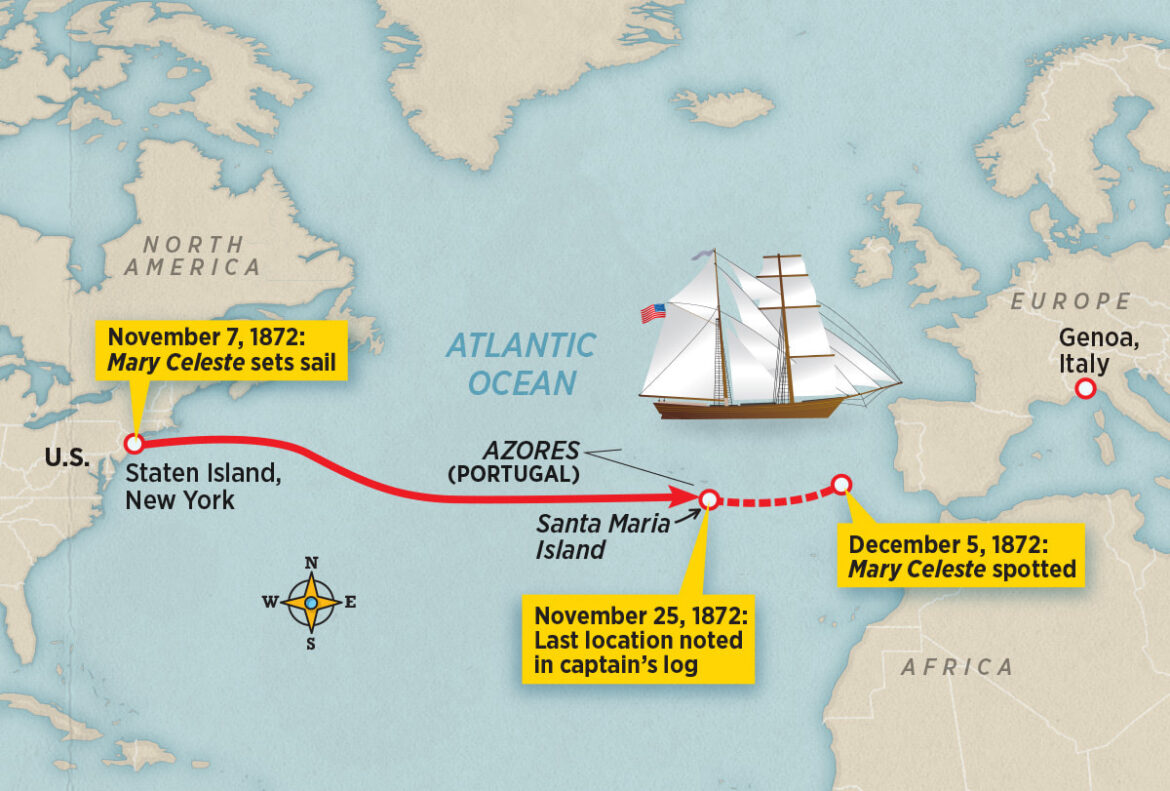 NORTH
AMERICA
EUROPE
Genoa,
Italy
November 7, 1872:
Mary Celeste sets sail
ATLANTIC
OCEAN
U.S.
Staten Island,
New York
AZORES
(PORTUGAL)
Santa Maria
Island
December 5, 1872:
Mary Celeste spotted
N
W
E
S
November 25, 1872:
Last location noted
in captain’s log
AFRICA